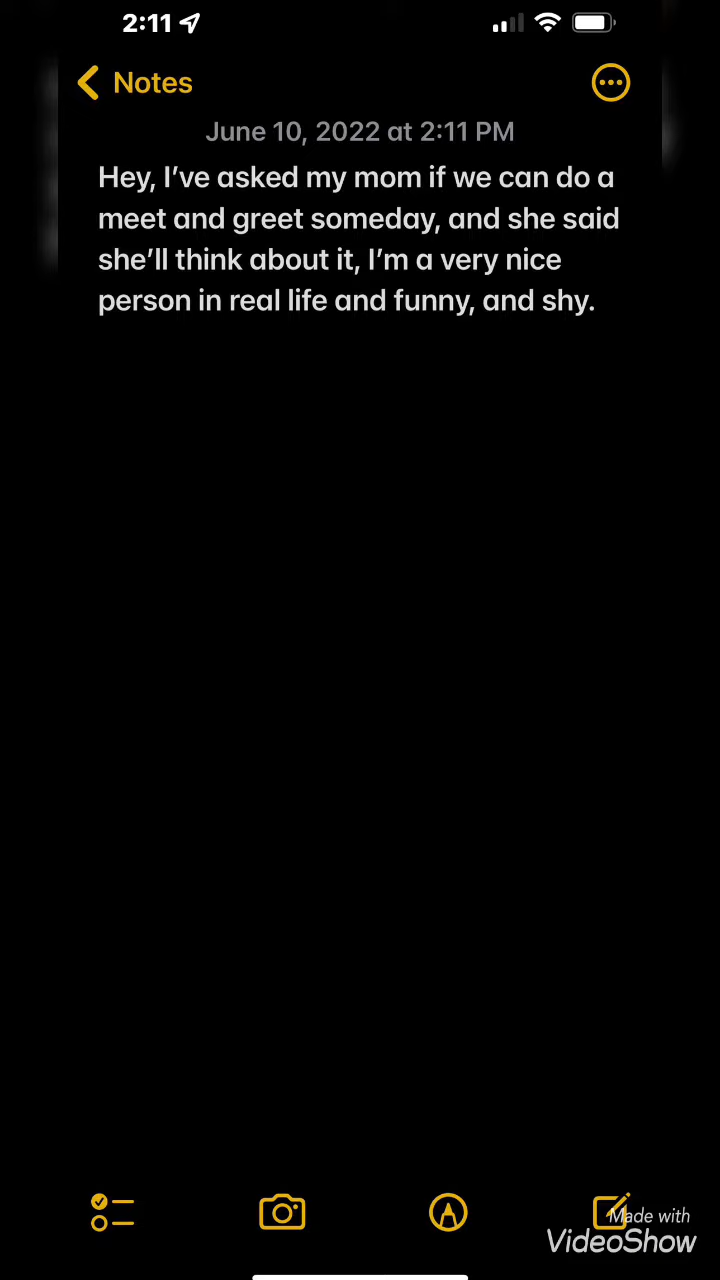 2:11
Notes
June 10, 2022 at 2:11 PM
Hey, I’ve asked my mom if we can do a
meet and greet someday, and she said
she’ll think about it, I’m a very nice
person in real life and funny, and shy.
Made with
VideoShow